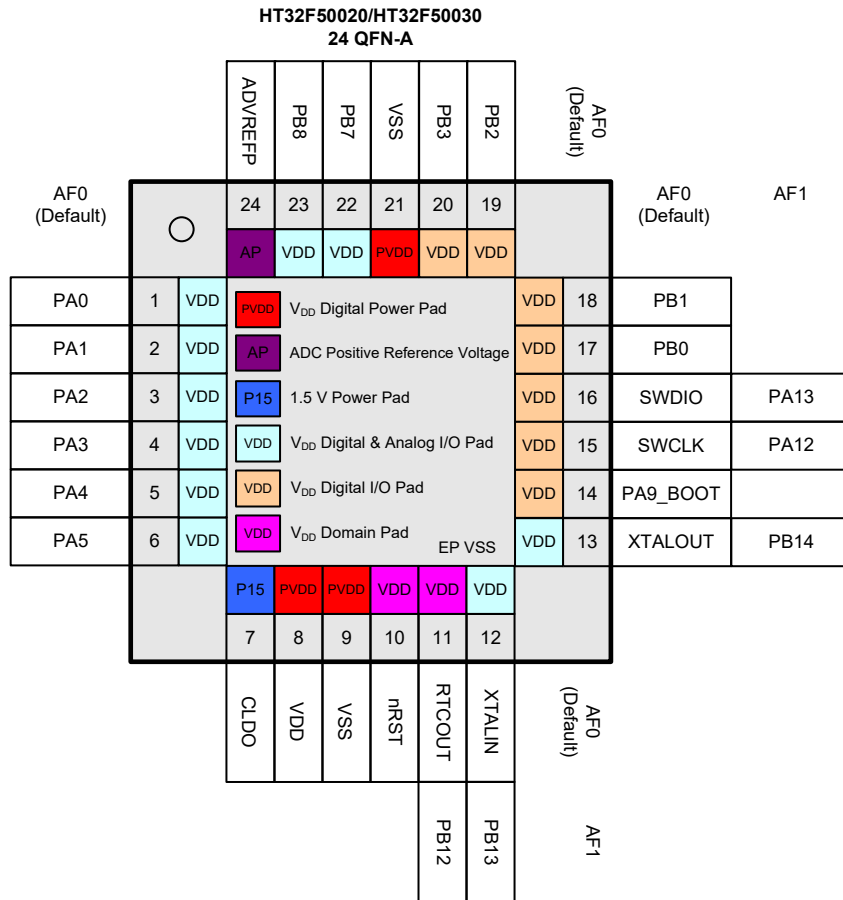 HT32F50020/HT32F50030
24 QFN-A
ADVREFP
PB8
PB7
VSS
PB3
PB2
AF0
(Default)
AF0
(Default)
24 23 22 21 20 19
AF0
(Default)
AF1
AP VDD VDD PVDD VDD VDD
PA0 1 VDD
PVDD VDD Digital Power Pad
VDD 18 PB1
PA1 2 VDD
AP ADC Positive Reference Voltage
VDD 17 PB0
PA2 3 VDD
P15 1.5 V Power Pad
VDD 16 SWDIO PA13
PA3 4 VDD
VDD VDD Digital & Analog I/O Pad
VDD 15 SWCLK PA12
PA4 5 VDD
VDD VDD Digital I/O Pad
VDD 14 PA9_BOOT
PA5 6 VDD
VDD VDD Domain Pad
EP VSS
VDD 13 XTALOUT PB14
P15 PVDD PVDD VDD VDD VDD
7 8 9 10 11 12
CLDO
VDD
VSS
nRST
RTCOUT
XTALIN
AF0
(Default)
PB12
PB13
AF1